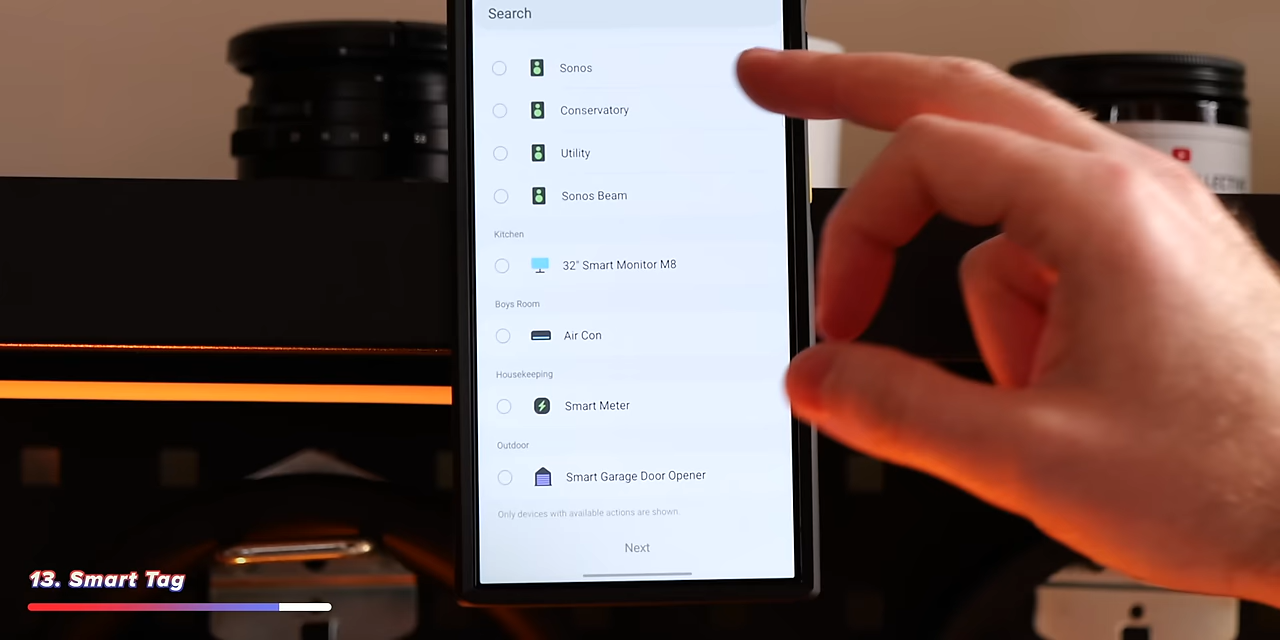 Search
Sonos
Conservatory
Utility
Sonos Beam
Kitchen
32" Smart Monitor M8
Boys Room
Air Con
Housekeeping
Smart Meter
Outdoor
Smart Garage Door Opener
Only devices with available actions are shown.
Next
13. Smart Tag